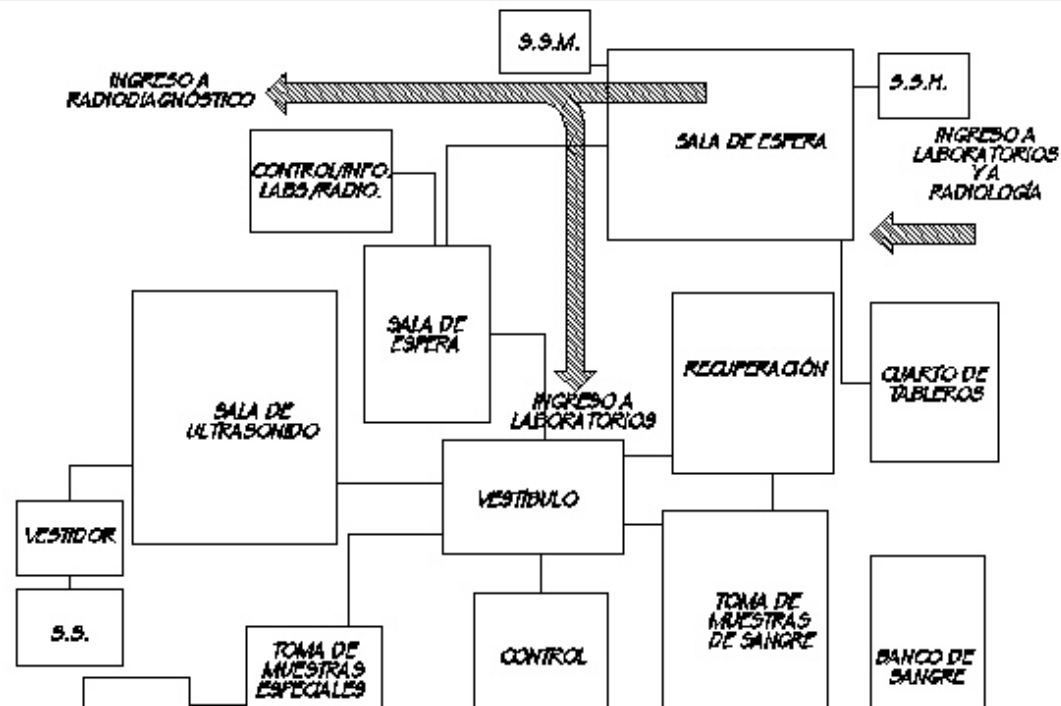 S.S.M.
S.S.H.
INGRESO A
RADIODIAGNÓSTICO
SALA DE ESPERA
INGRESO A
LABORATORIOS
Y A
RADIOLOGÍA
CONTROL/INFO.
LABS/RADIO.
SALA DE
ESPERA
RECUPERACIÓN
CUARTO DE
TABLEROS
SALA DE
ULTRASONIDO
INGRESO A
LABORATORIOS
VESTÍBULO
VESTIDOR
S.S.
TOMA DE
MUESTRAS
ESPECIALES
CONTROL
TOMA DE
MUESTRAS
DE SANGRE
BANCO DE
SANGRE